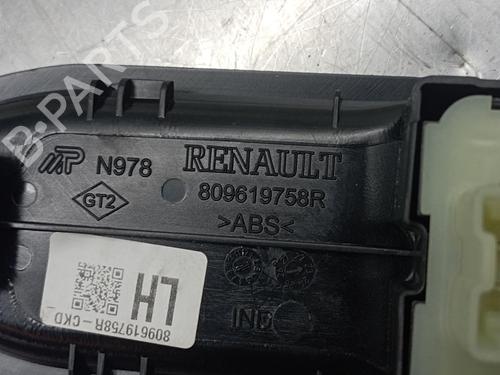 B-PARTS
N978
RENAULT
GT2
809619758R
>ABS<
LH
IND
809619758R-CKD